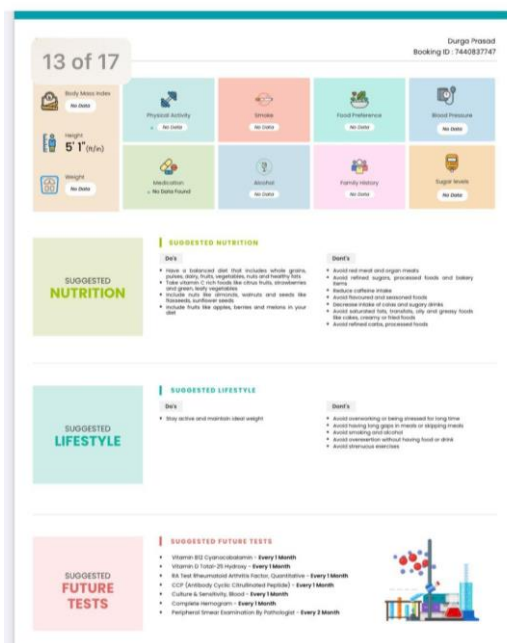 Durga Prasad
Booking ID : 7440837747
13 of 17
Body Mass Index
No Data
Height
5' 1"(ft/in)
Weight
No Data
Physical Activity
No Data
Smoke
No Data
Food Preference
No Data
Blood Pressure
No Data
Medication
No Data Found
Alcohol
No Data
Family History
No Data
Sugar levels
No Data
SUGGESTED
NUTRITION
SUGGESTED NUTRITION
Do's
• Have a balanced diet that includes whole grains,
pulses, dairy, fruits, vegetables, nuts and healthy fats
• Take vitamin C rich foods like citrus fruits, strawberries
and green, leafy vegetables
• Include nuts like almonds, walnuts and seeds like
flaxseeds, sunflower seeds
• Include fruits like apples, berries and melons in your
diet
Dont's
• Avoid red meat and organ meats
• Avoid refined sugars, processed foods and bakery
items
• Reduce caffeine intake
• Avoid flavoured and seasoned foods
• Decrease intake of colas and sugary drinks
• Avoid saturated fats, transfats, oily and greasy foods
like cakes, creamy or fried foods
• Avoid refined carbs, processed foods
SUGGESTED
LIFESTYLE
SUGGESTED LIFESTYLE
Do's
• Stay active and maintain ideal weight
Dont's
• Avoid overworking or being stressed for long time
• Avoid having long gaps in meals or skipping meals
• Avoid smoking and alcohol
• Avoid overexertion without having food or drink
• Avoid strenuous exercises
SUGGESTED
FUTURE
TESTS
SUGGESTED FUTURE TESTS
• Vitamin B12 Cyanocobalamin - Every 1 Month
• Vitamin D Total-25 Hydroxy - Every 1 Month
• RA Test Rheumatoid Arthritis Factor, Quantitative - Every 1 Month
• CCP (Antibody Cyclic Citrullinated Peptide) - Every 1 Month
• Culture & Sensitivity, Blood - Every 1 Month
• Complete Hemogram - Every 1 Month
• Peripheral Smear Examination By Pathologist - Every 2 Month